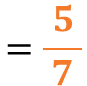 = 5/7